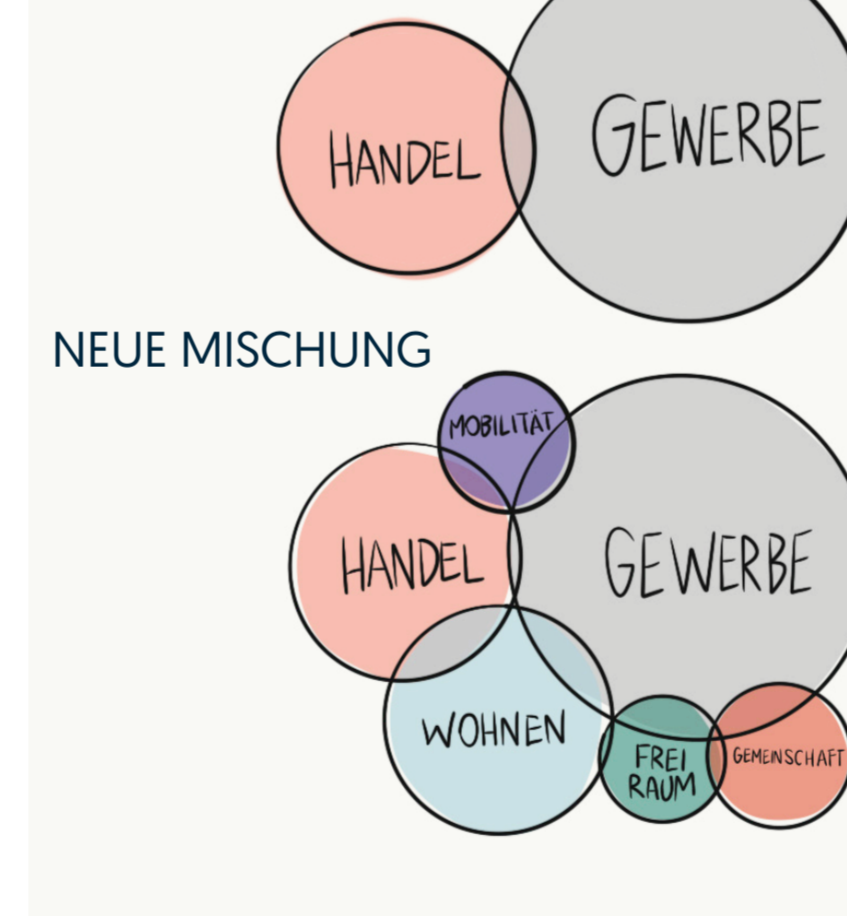 HANDEL
GEWERBE
NEUE MISCHUNG
MOBILITÄT
HANDEL
GEWERBE
WOHNEN
FREI
RAUM
GEMEINSCHAFT